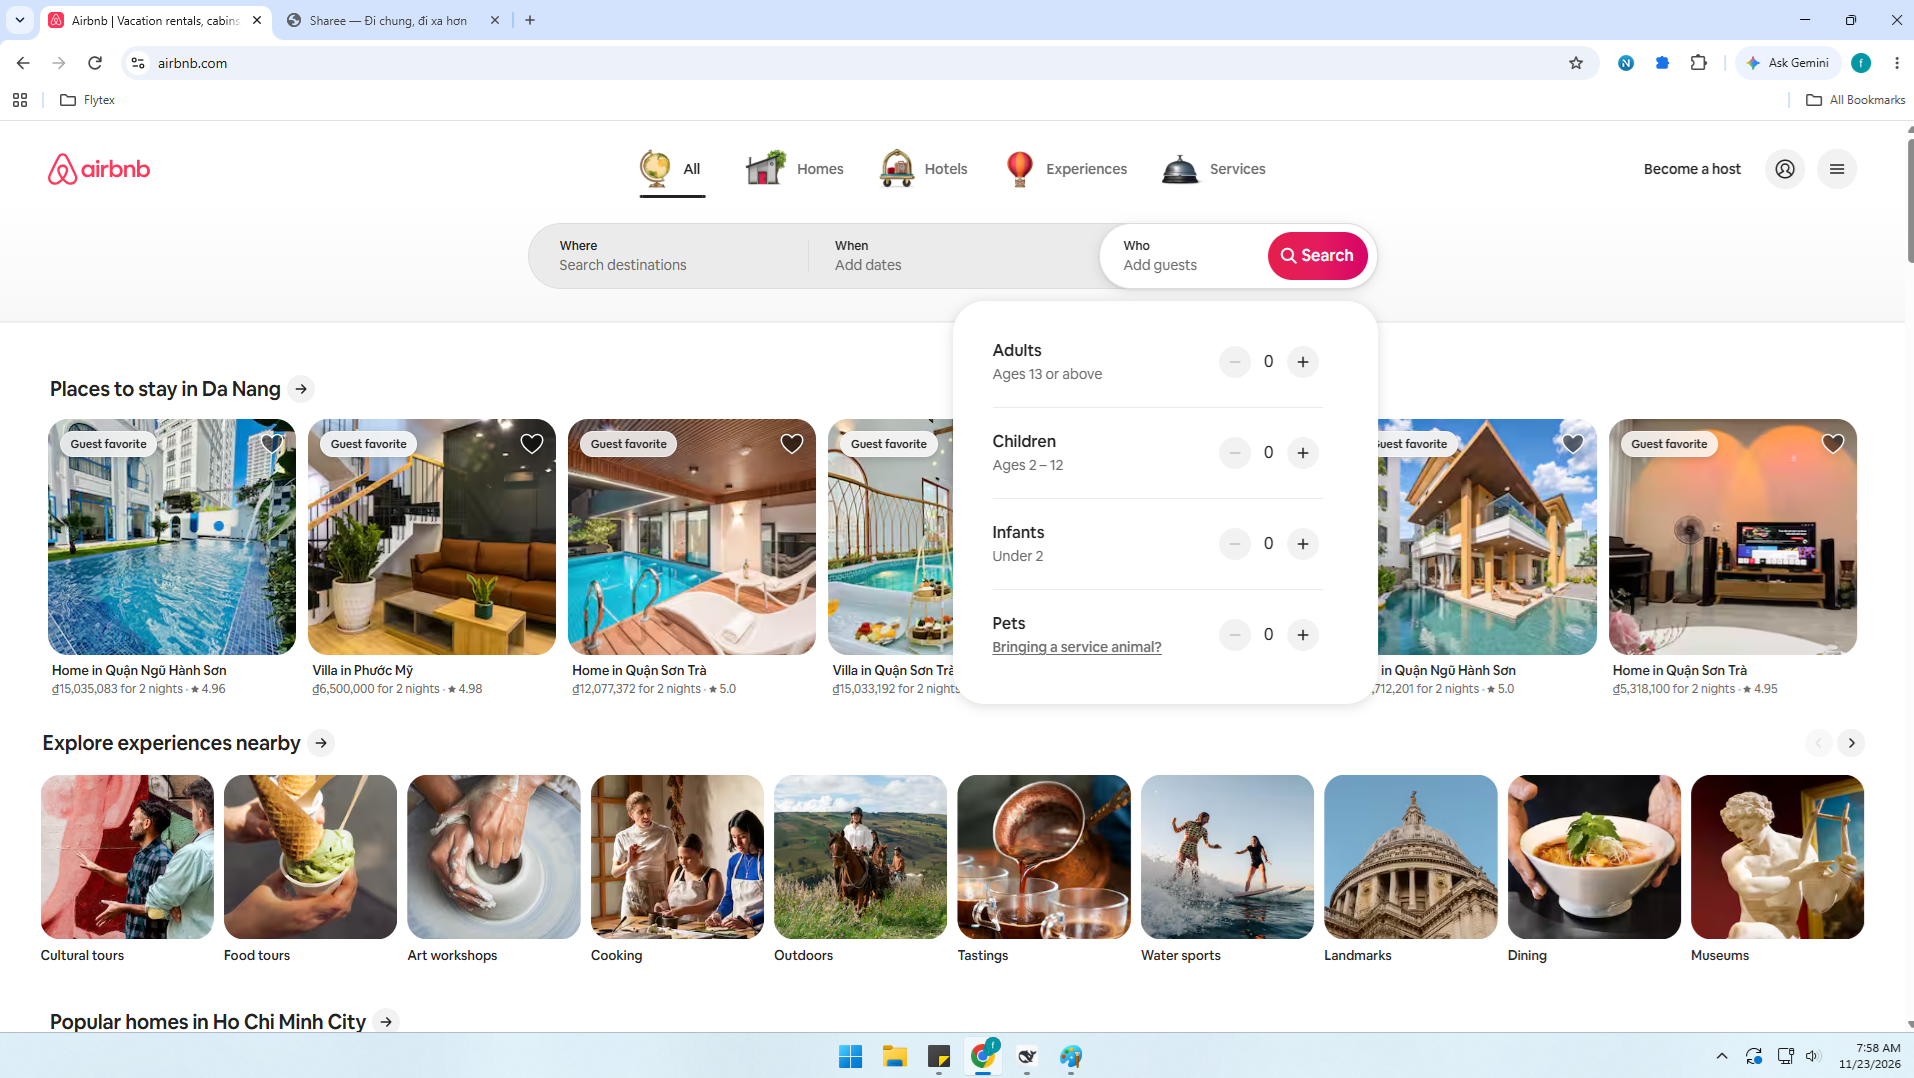 Airbnb | Vacation rentals, cabins
Sharee — Đi chung, đi xa hơn
airbnb.com
Ask Gemini
f
Flytex
All Bookmarks
airbnb
All
Homes
Hotels
Experiences
Services
Become a host
Where
Search destinations
When
Add dates
Who
Add guests
Search
Adults
Ages 13 or above
0
Children
Ages 2 – 12
0
Infants
Under 2
0
Pets
Bringing a service animal?
0
Places to stay in Da Nang
Guest favorite
Guest favorite
Guest favorite
Guest favorite
Guest favorite
Guest favorite
Home in Quận Ngũ Hành Sơn
₫15,035,083 for 2 nights · ★ 4.96
Villa in Phước Mỹ
₫6,500,000 for 2 nights · ★ 4.98
Home in Quận Sơn Trà
₫12,077,372 for 2 nights · ★ 5.0
Villa in Quận Sơn Trà
₫15,033,192 for 2 nights
in Quận Ngũ Hành Sơn
,712,201 for 2 nights · ★ 5.0
Home in Quận Sơn Trà
₫5,318,100 for 2 nights · ★ 4.95
Explore experiences nearby
Cultural tours
Food tours
Art workshops
Cooking
Outdoors
Tastings
Water sports
Landmarks
Dining
Museums
Popular homes in Ho Chi Minh City
7:58 AM
11/23/2026